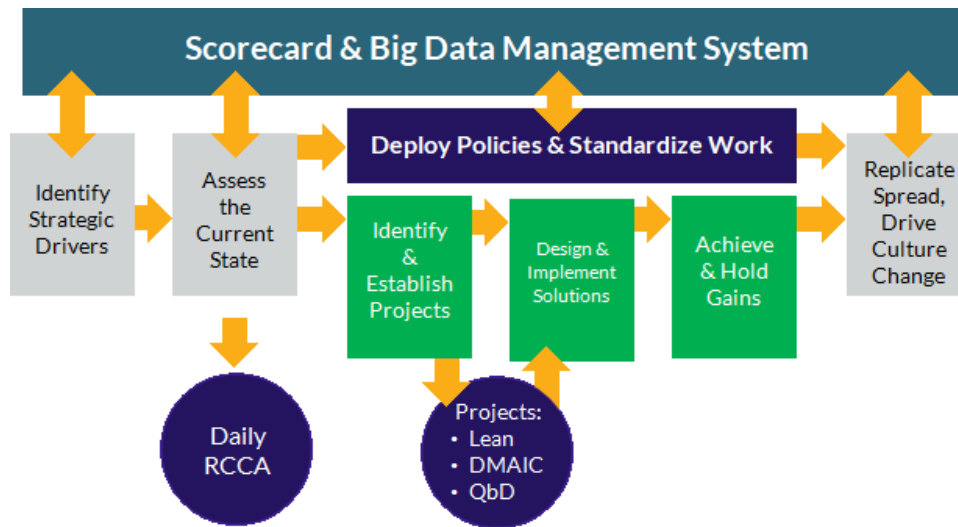 Scorecard & Big Data Management System
Identify
Strategic
Drivers
Assess
the
Current
State
Deploy Policies & Standardize Work
Identify
&
Establish
Projects
Design &
Implement
Solutions
Achieve
& Hold
Gains
Replicate
Spread,
Drive
Culture
Change
Daily
RCCA
Projects:
• Lean
• DMAIC
• QbD